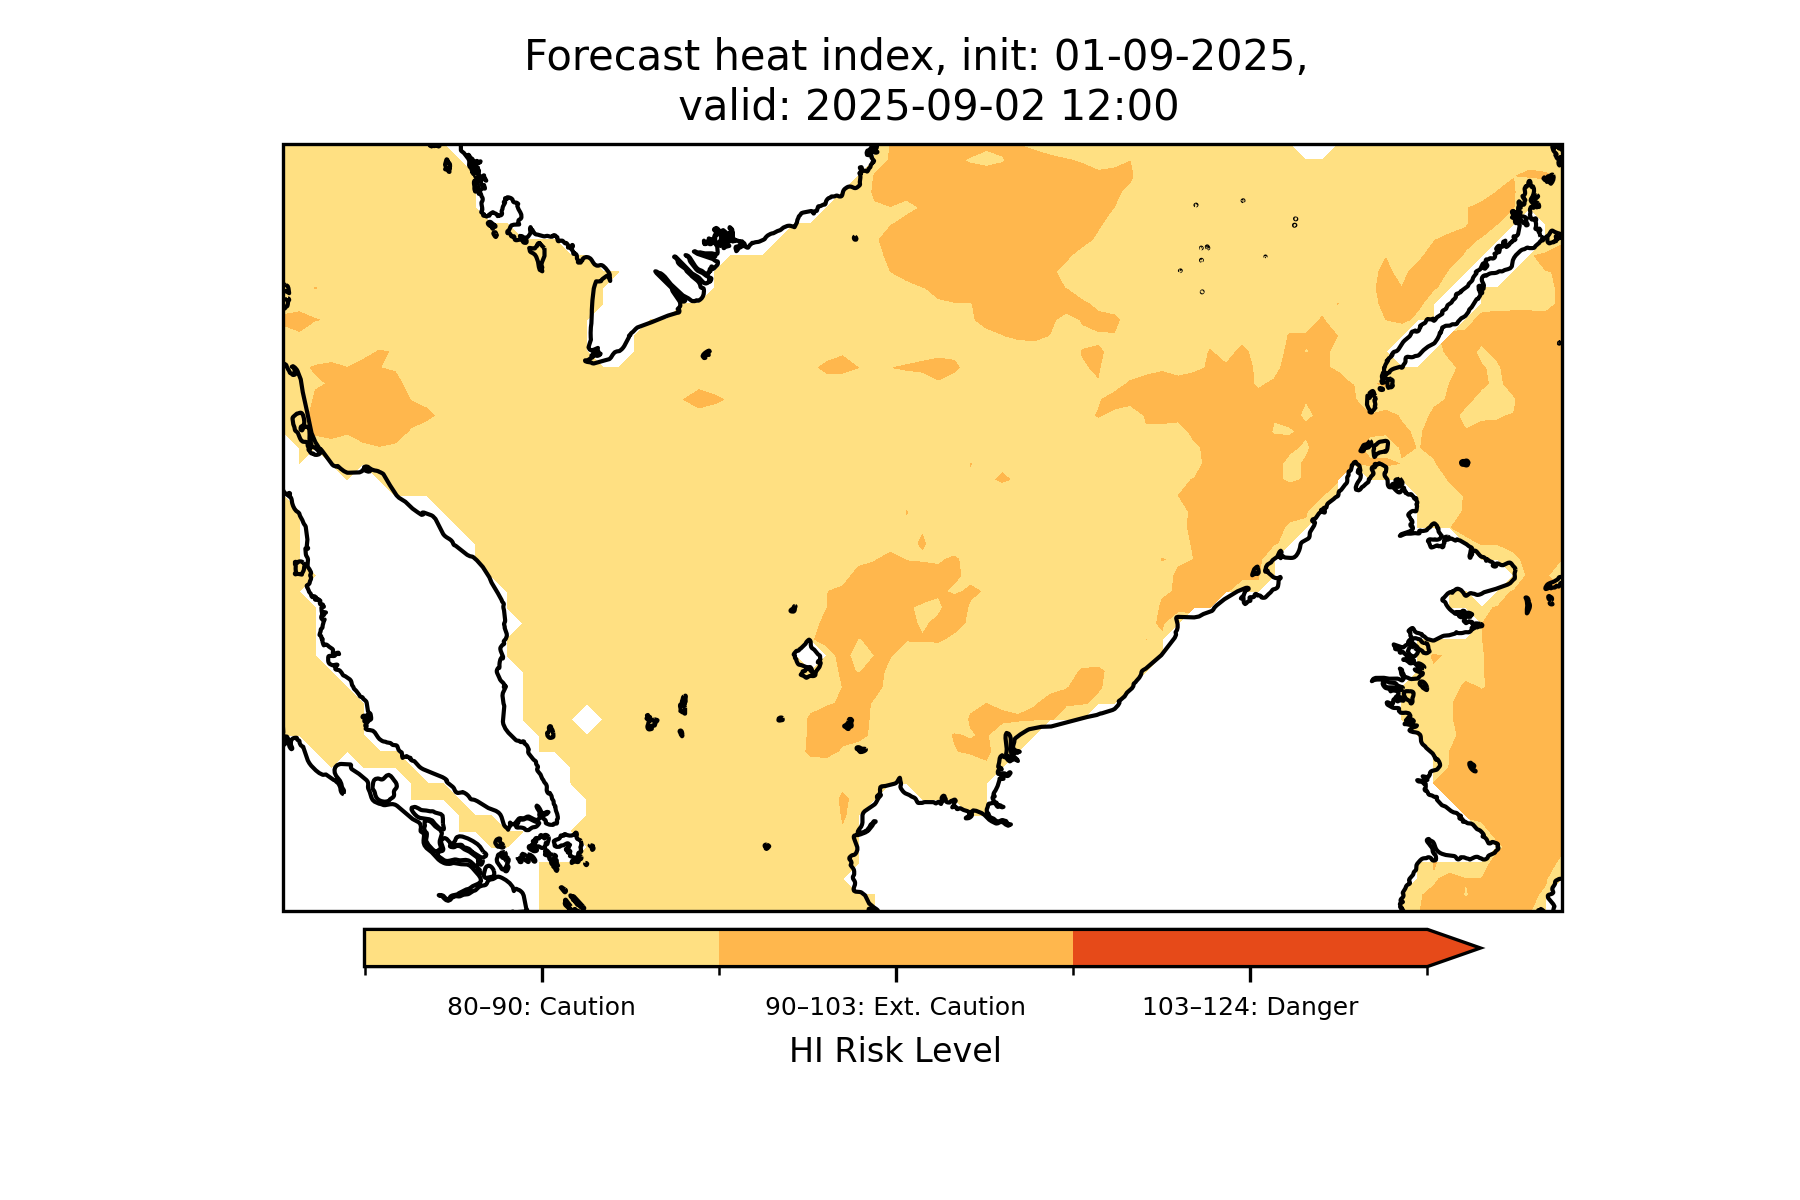 Forecast heat index, init: 01-09-2025,
valid: 2025-09-02 12:00
80–90: Caution
90–103: Ext. Caution
103–124: Danger
HI Risk Level